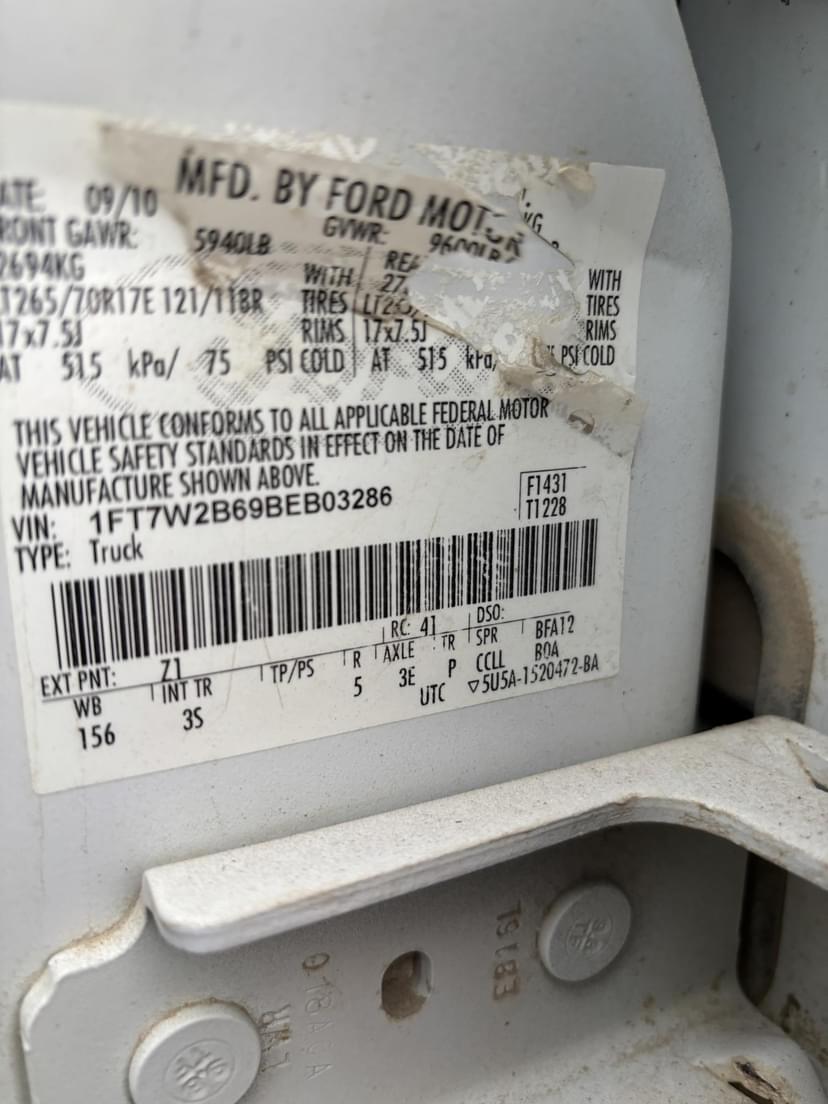 MFD. BY FORD
ATE: 09/10
RONT GAWR: 5940LB GVWR:
2694KG WITH
T265/70R17E 121/118R TIRES TIRES
17x7.5J RIMS 17x7.5J RIMS
AT 515 kPa/ 75 PSI COLD AT 515 kPa/ PSI COLD
WITH
THIS VEHICLE CONFORMS TO ALL APPLICABLE FEDERAL MOTOR
VEHICLE SAFETY STANDARDS IN EFFECT ON THE DATE OF
MANUFACTURE SHOWN ABOVE.
VIN: 1FT7W2B69BEB03286
F1431
T1228
TYPE: Truck
EXT PNT: Z1 RC: 41 DSO:
WB INT TR TP/PS R AXLE TR SPR BFA12
156 3S 5 3E P CCLL BOA
UTC ▽5U5A-1520472-BA
E8197